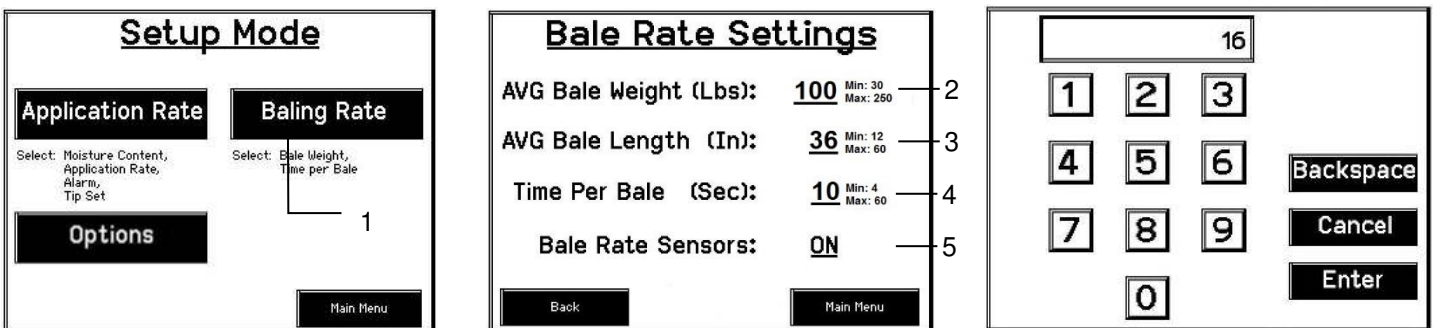 Setup Mode
Application Rate
Select: Moisture Content,
Application Rate,
Alarm,
Tip Set
Baling Rate
Select: Bale Weight,
Time per Bale
1
Options
Main Menu
Bale Rate Settings
AVG Bale Weight (Lbs): 100 Min: 30 Max: 250 2
AVG Bale Length (In): 36 Min: 12 Max: 60 3
Time Per Bale (Sec): 10 Min: 4 Max: 60 4
Bale Rate Sensors: ON 5
Back Main Menu
16
1 2 3
4 5 6
Backspace
7 8 9
Cancel
Enter
0